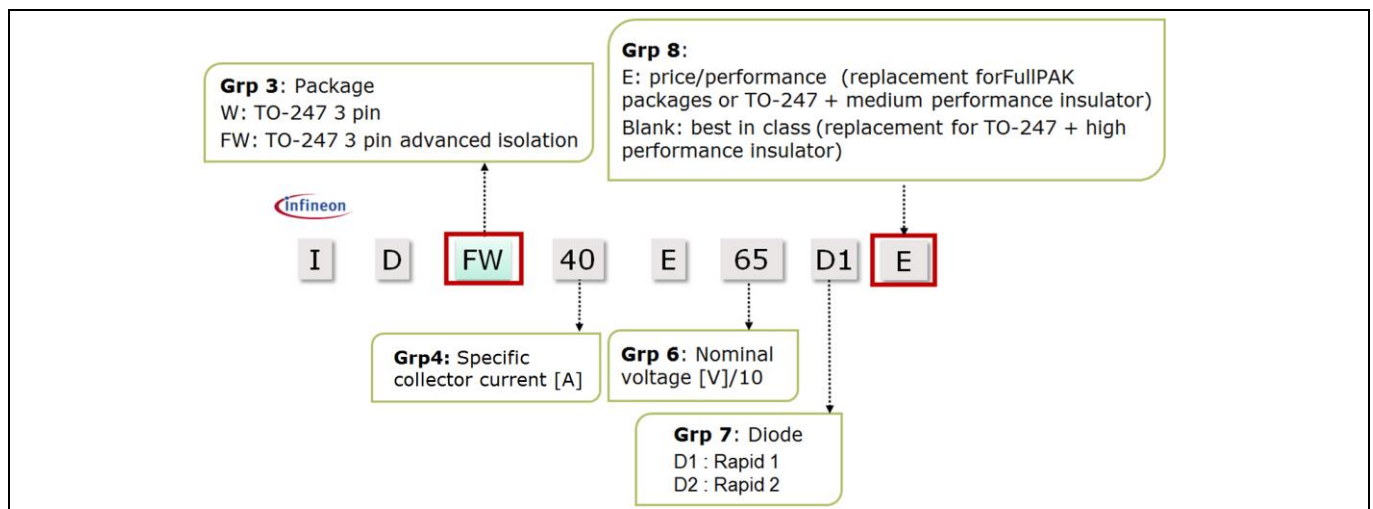 Grp 3: Package
W: TO-247 3 pin
FW: TO-247 3 pin advanced isolation
Grp 8:
E: price/performance (replacement forFullPAK
packages or TO-247 + medium performance insulator)
Blank: best in class (replacement for TO-247 + high
performance insulator)
infineon
I D FW 40 E 65 D1 E
Grp4: Specific
collector current [A]
Grp 6: Nominal
voltage [V]/10
Grp 7: Diode
D1 : Rapid 1
D2 : Rapid 2